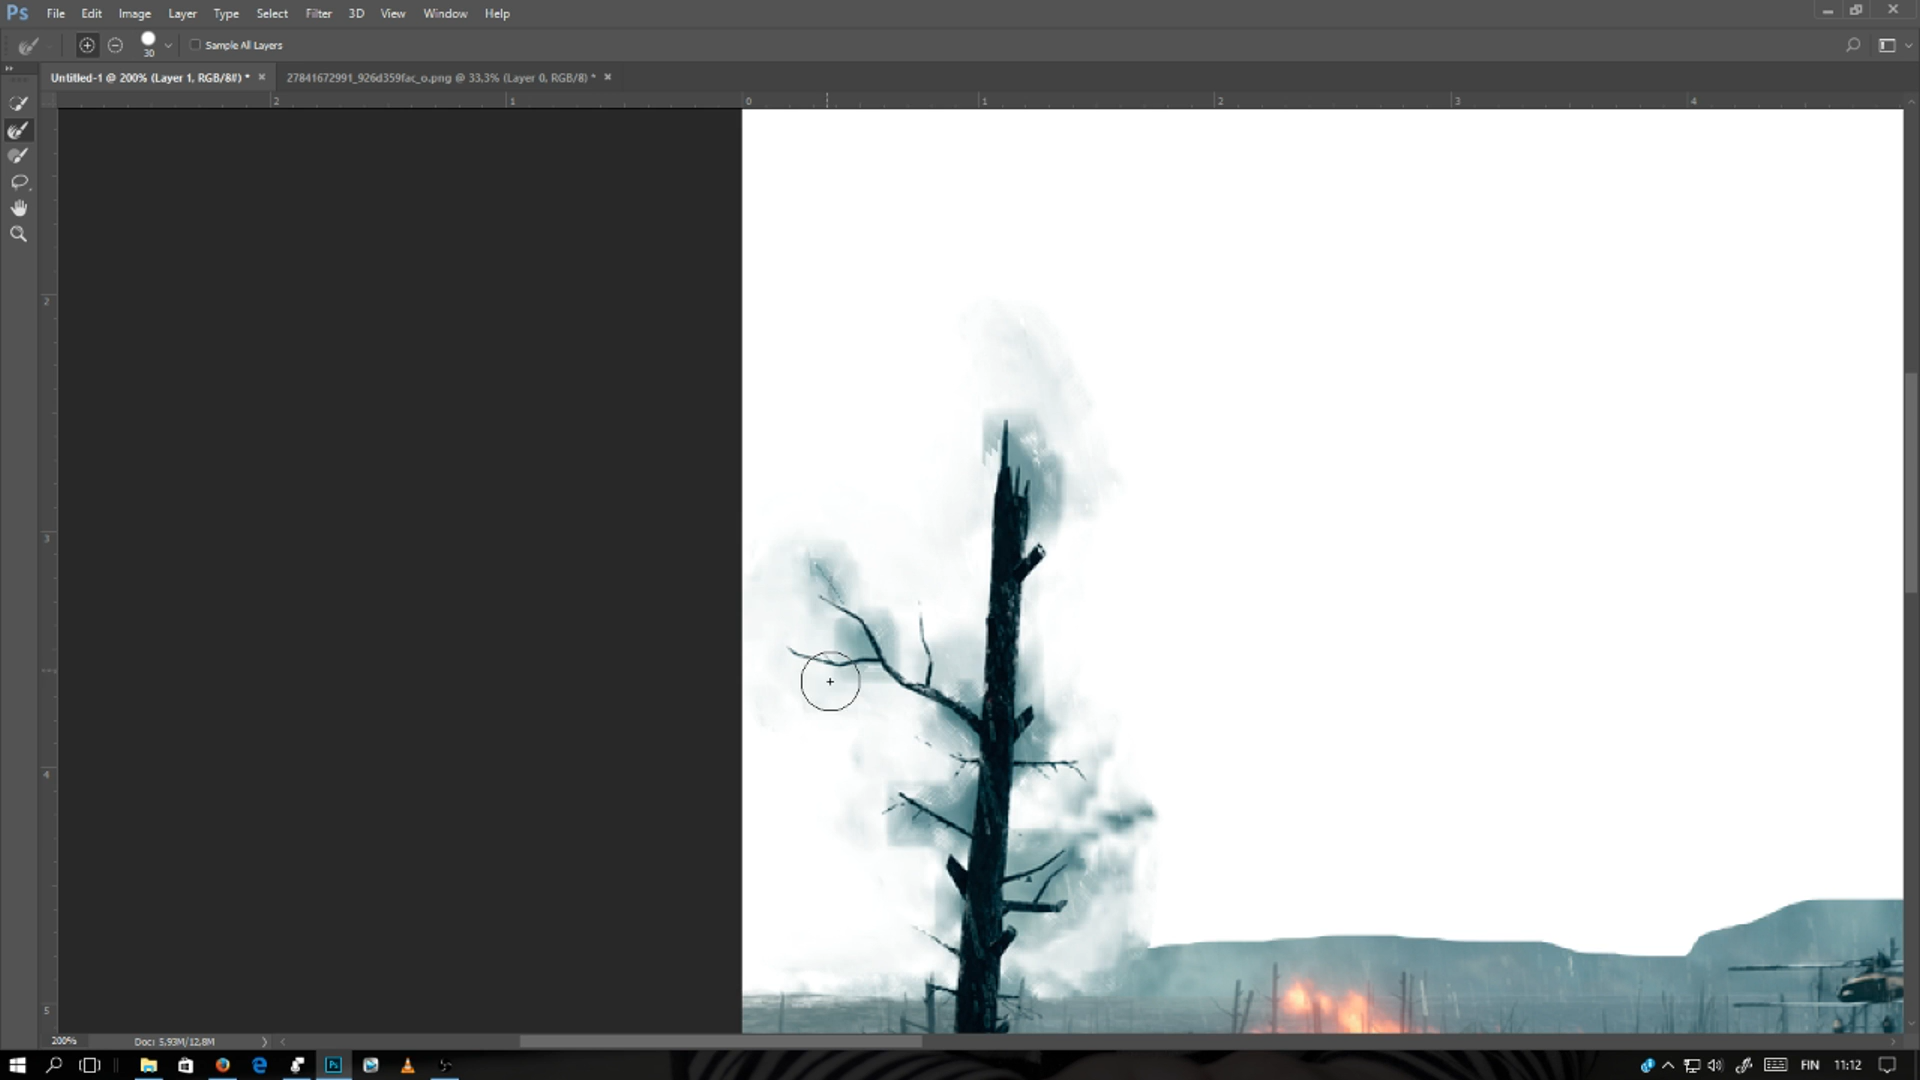 Ps File Edit Image Layer Type Select Filter 3D View Window Help
30 Sample All Layers
Untitled-1 @ 200% (Layer 1, RGB/8#) * × 27841672991_926d359fac_o.png @ 33,3% (Layer 0, RGB/8) * ×
2 1 0 1 2 3 4
2
3
4
5
200% Doc: 5,93M/12,8M
Ps FIN 11:12